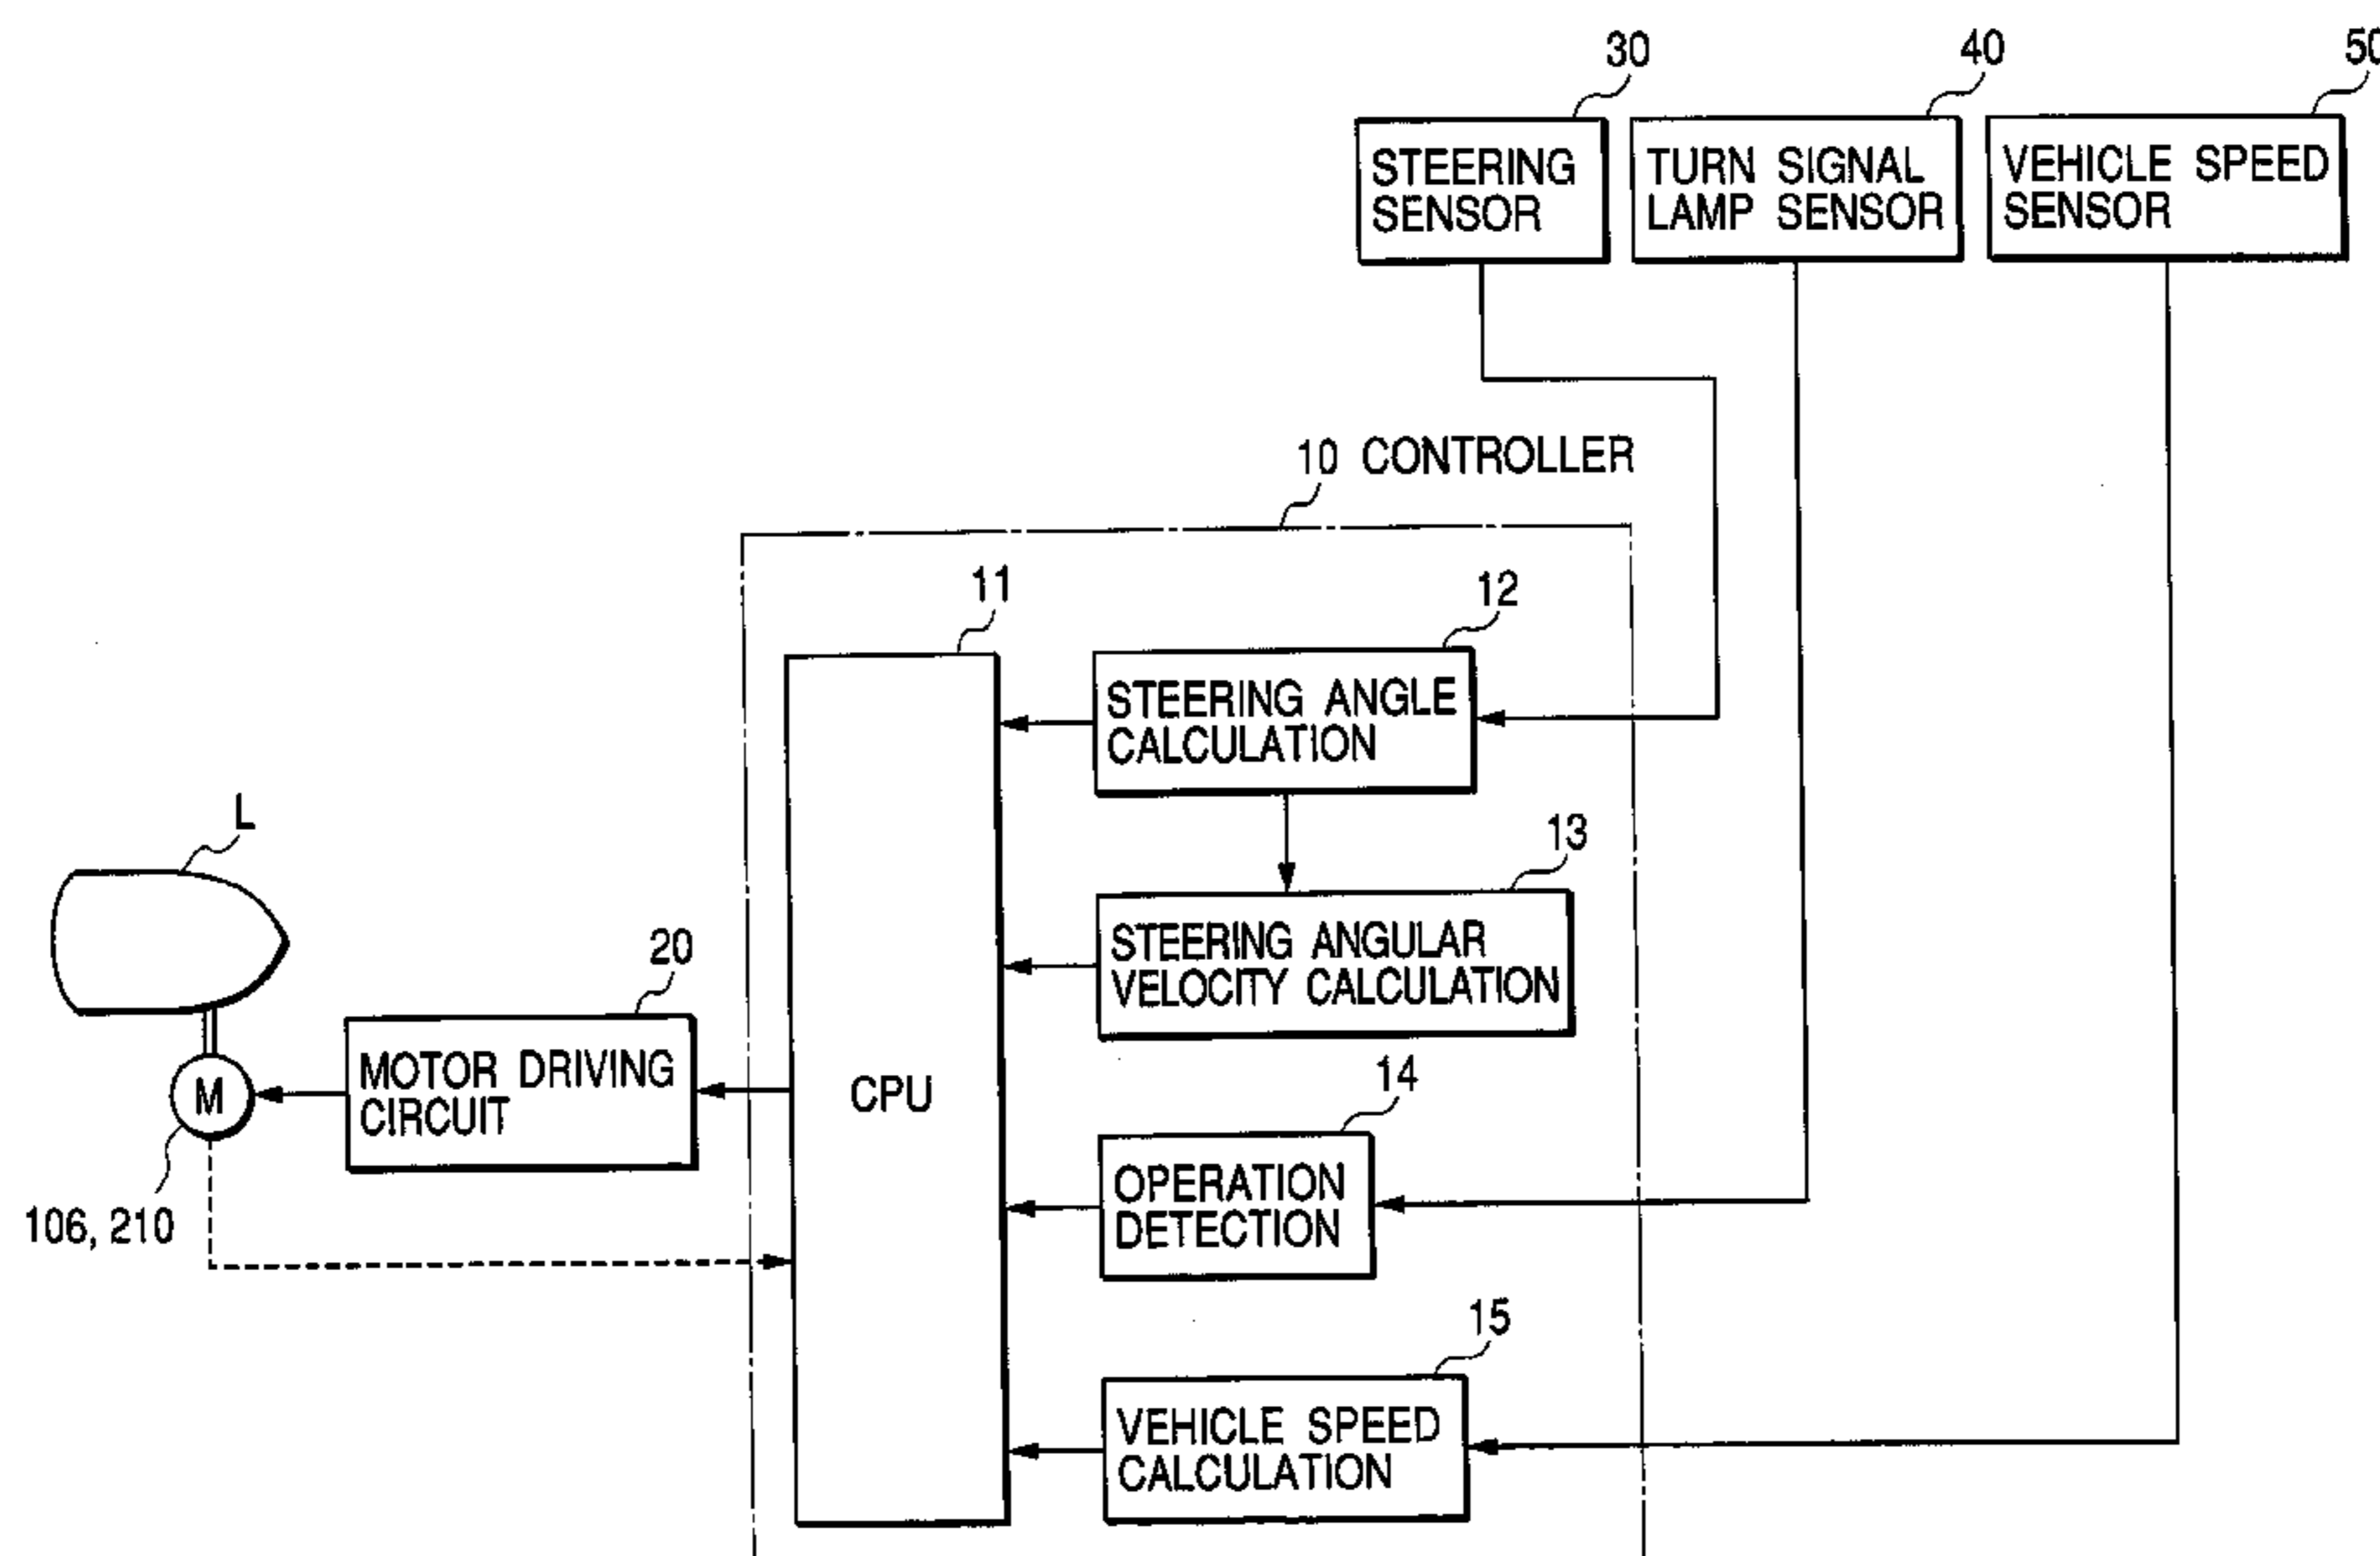 30
40
50
STEERING
SENSOR
TURN SIGNAL
LAMP SENSOR
VEHICLE SPEED
SENSOR
10 CONTROLLER
11
12
STEERING ANGLE
CALCULATION
13
STEERING ANGULAR
VELOCITY CALCULATION
L
20
MOTOR DRIVING
CIRCUIT
M
106, 210
CPU
14
OPERATION
DETECTION
15
VEHICLE SPEED
CALCULATION